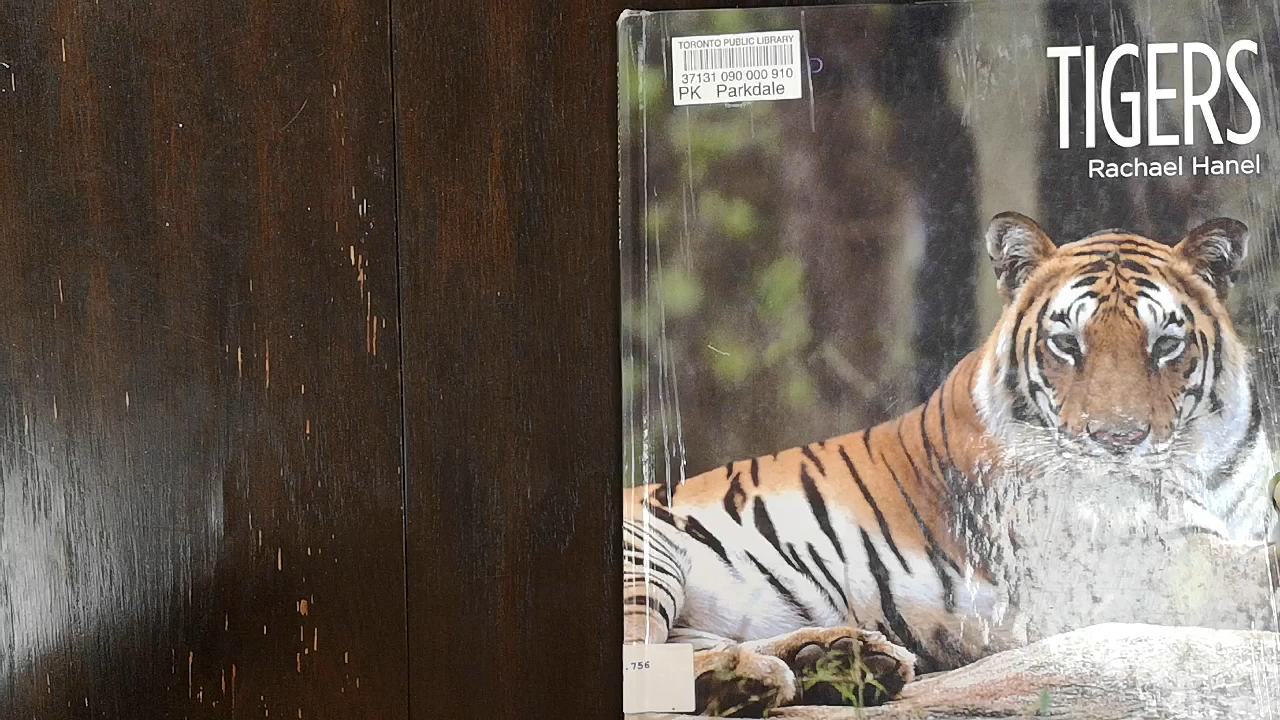 TORONTO PUBLIC LIBRARY
37131 090 000 910
PK Parkdale
TIGERS
Rachael Hanel
.756